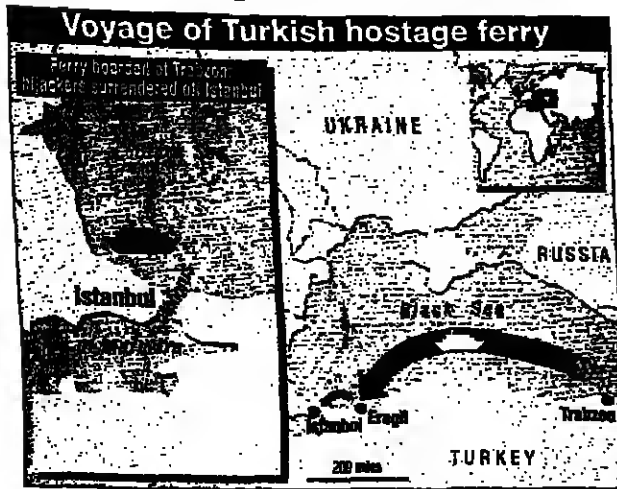 Voyage of Turkish hostage ferry
Ferry boarded at Trabzon:
hijackers surrendered off Istanbul
UKRAINE
RUSSIA
Istanbul
Black Sea
Istanbul
Eregli
Trabzon
200 miles
TURKEY